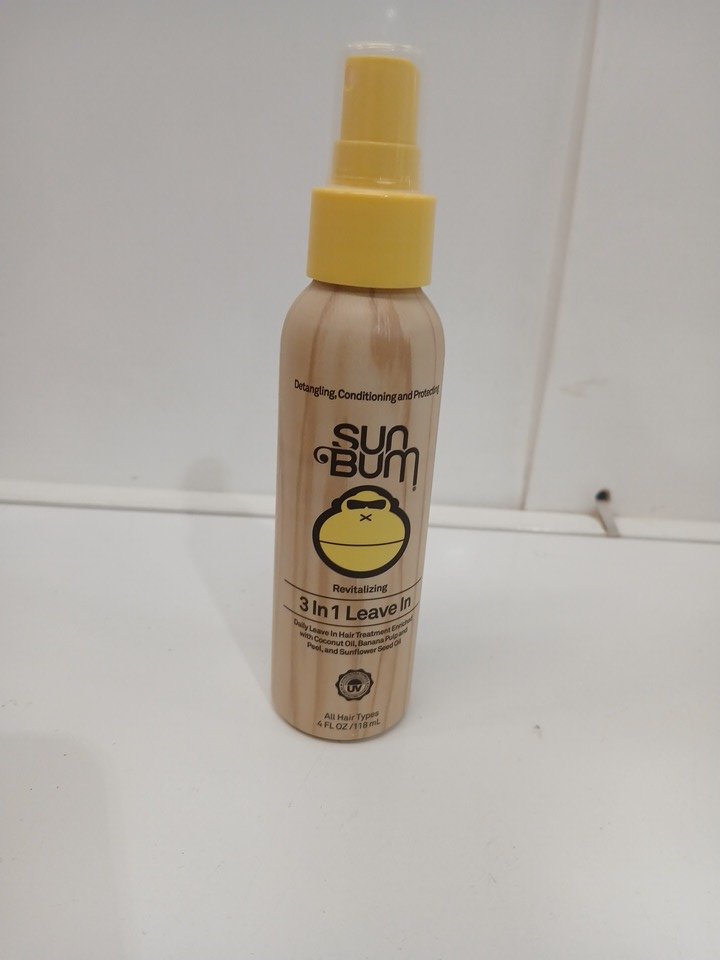 Detangling, Conditioning and Protecting
SUN
BUM
Revitalizing
3 In 1 Leave In
Daily Leave In Hair Treatment Enriched
with Coconut Oil, Banana Pulp and
Peel, and Sunflower Seed Oil
UV
All Hair Types
4 FL OZ / 118 mL